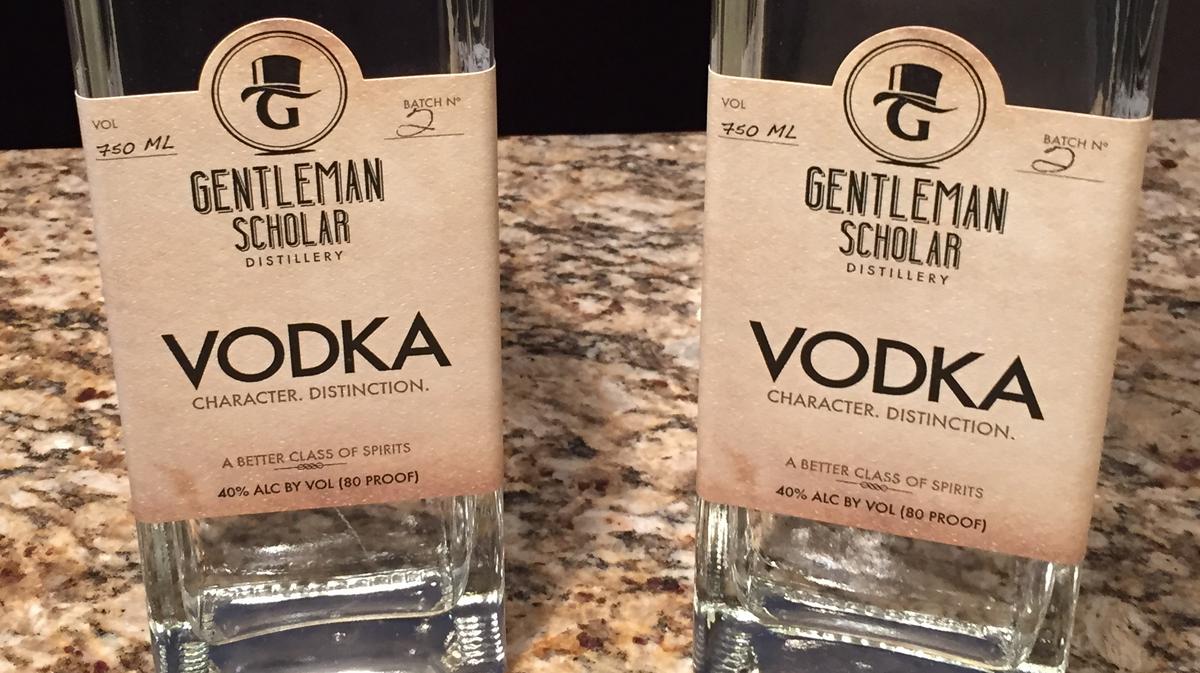 G
VOL
750 ML
BATCH Nº
2
GENTLEMAN
SCHOLAR
DISTILLERY
VODKA
CHARACTER. DISTINCTION.
A BETTER CLASS OF SPIRITS
40% ALC BY VOL (80 PROOF)
G
VOL
750 ML
BATCH Nº
2
GENTLEMAN
SCHOLAR
DISTILLERY
VODKA
CHARACTER. DISTINCTION.
A BETTER CLASS OF SPIRITS
40% ALC BY VOL (80 PROOF)